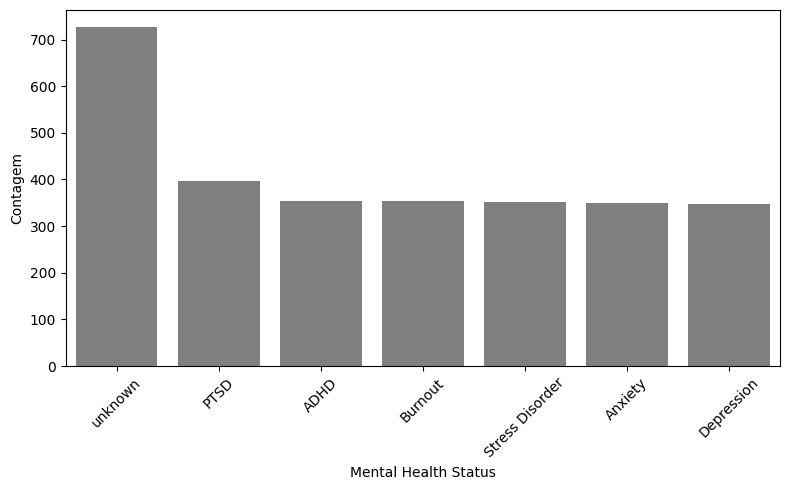 700
600
500
400
300
200
100
0
Contagem
unknown
PTSD
ADHD
Burnout
Stress Disorder
Anxiety
Depression
Mental Health Status